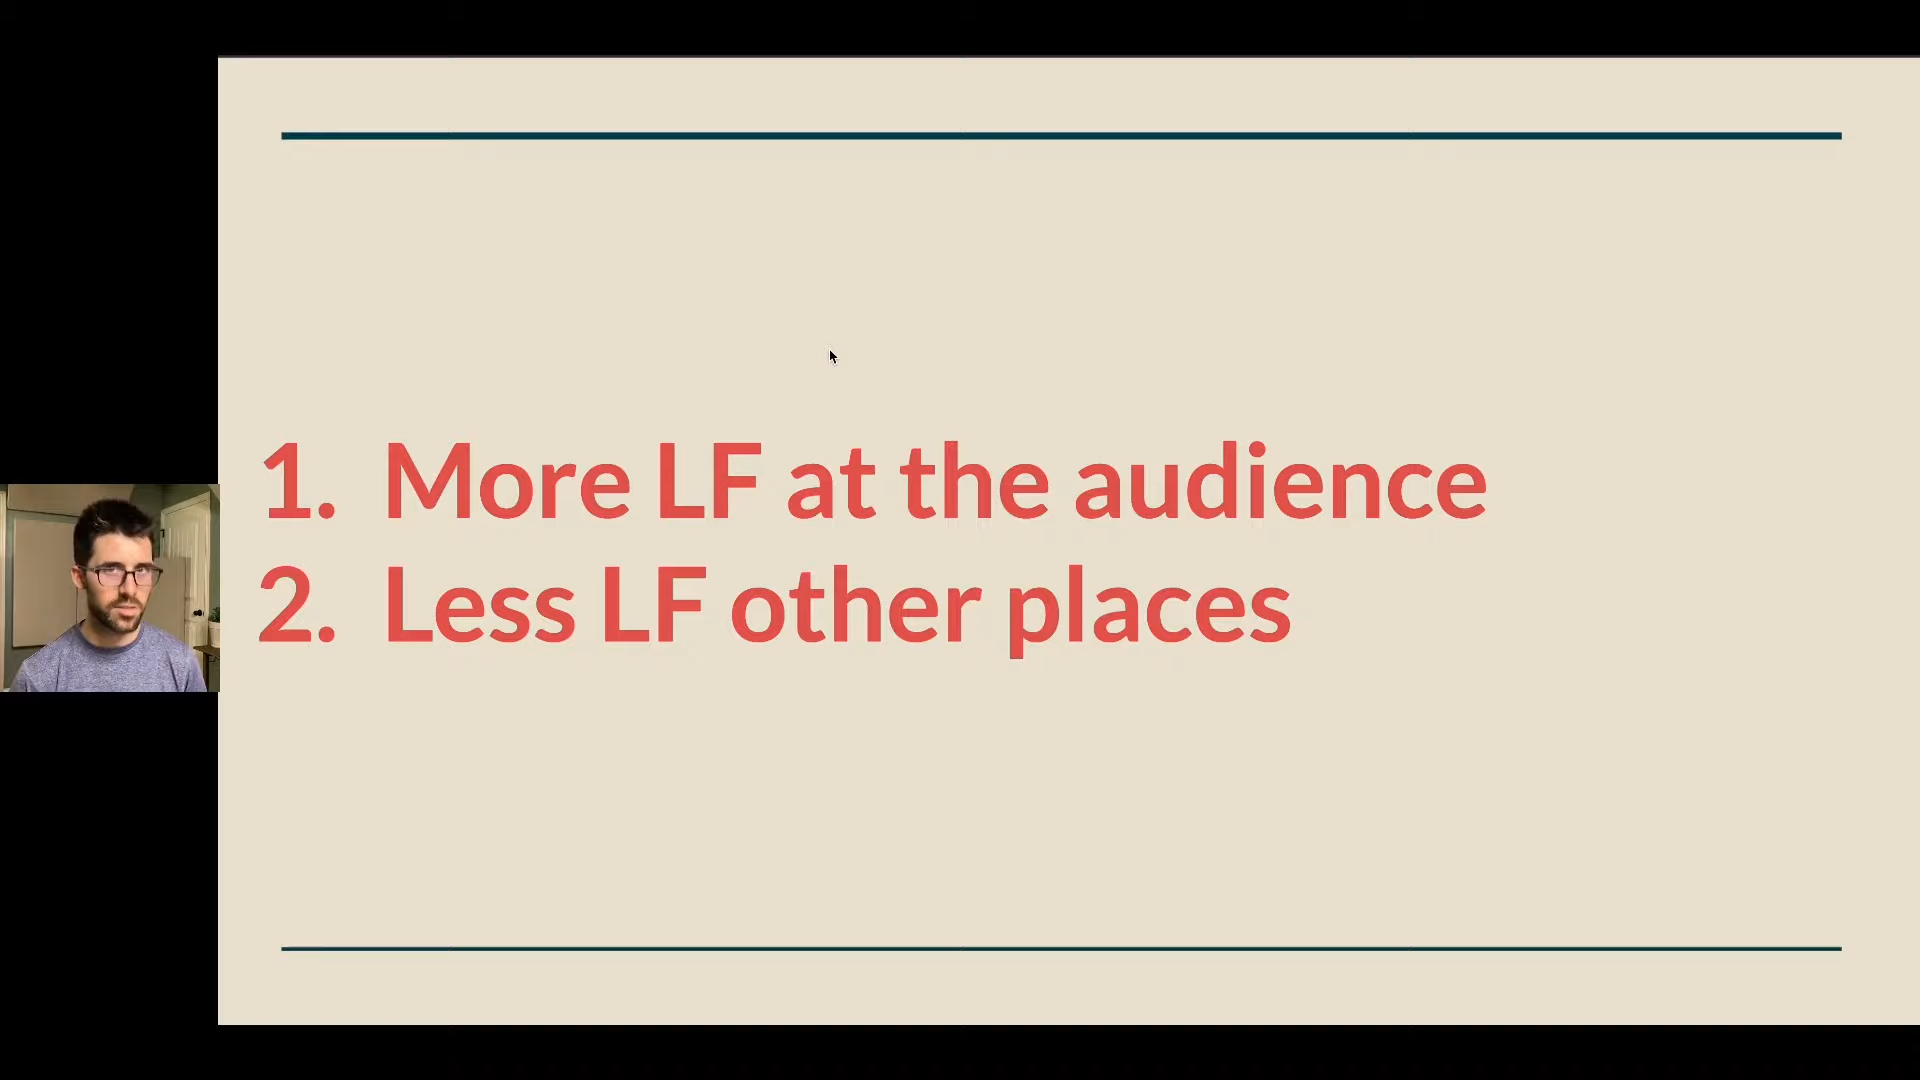 1. More LF at the audience
2. Less LF other places